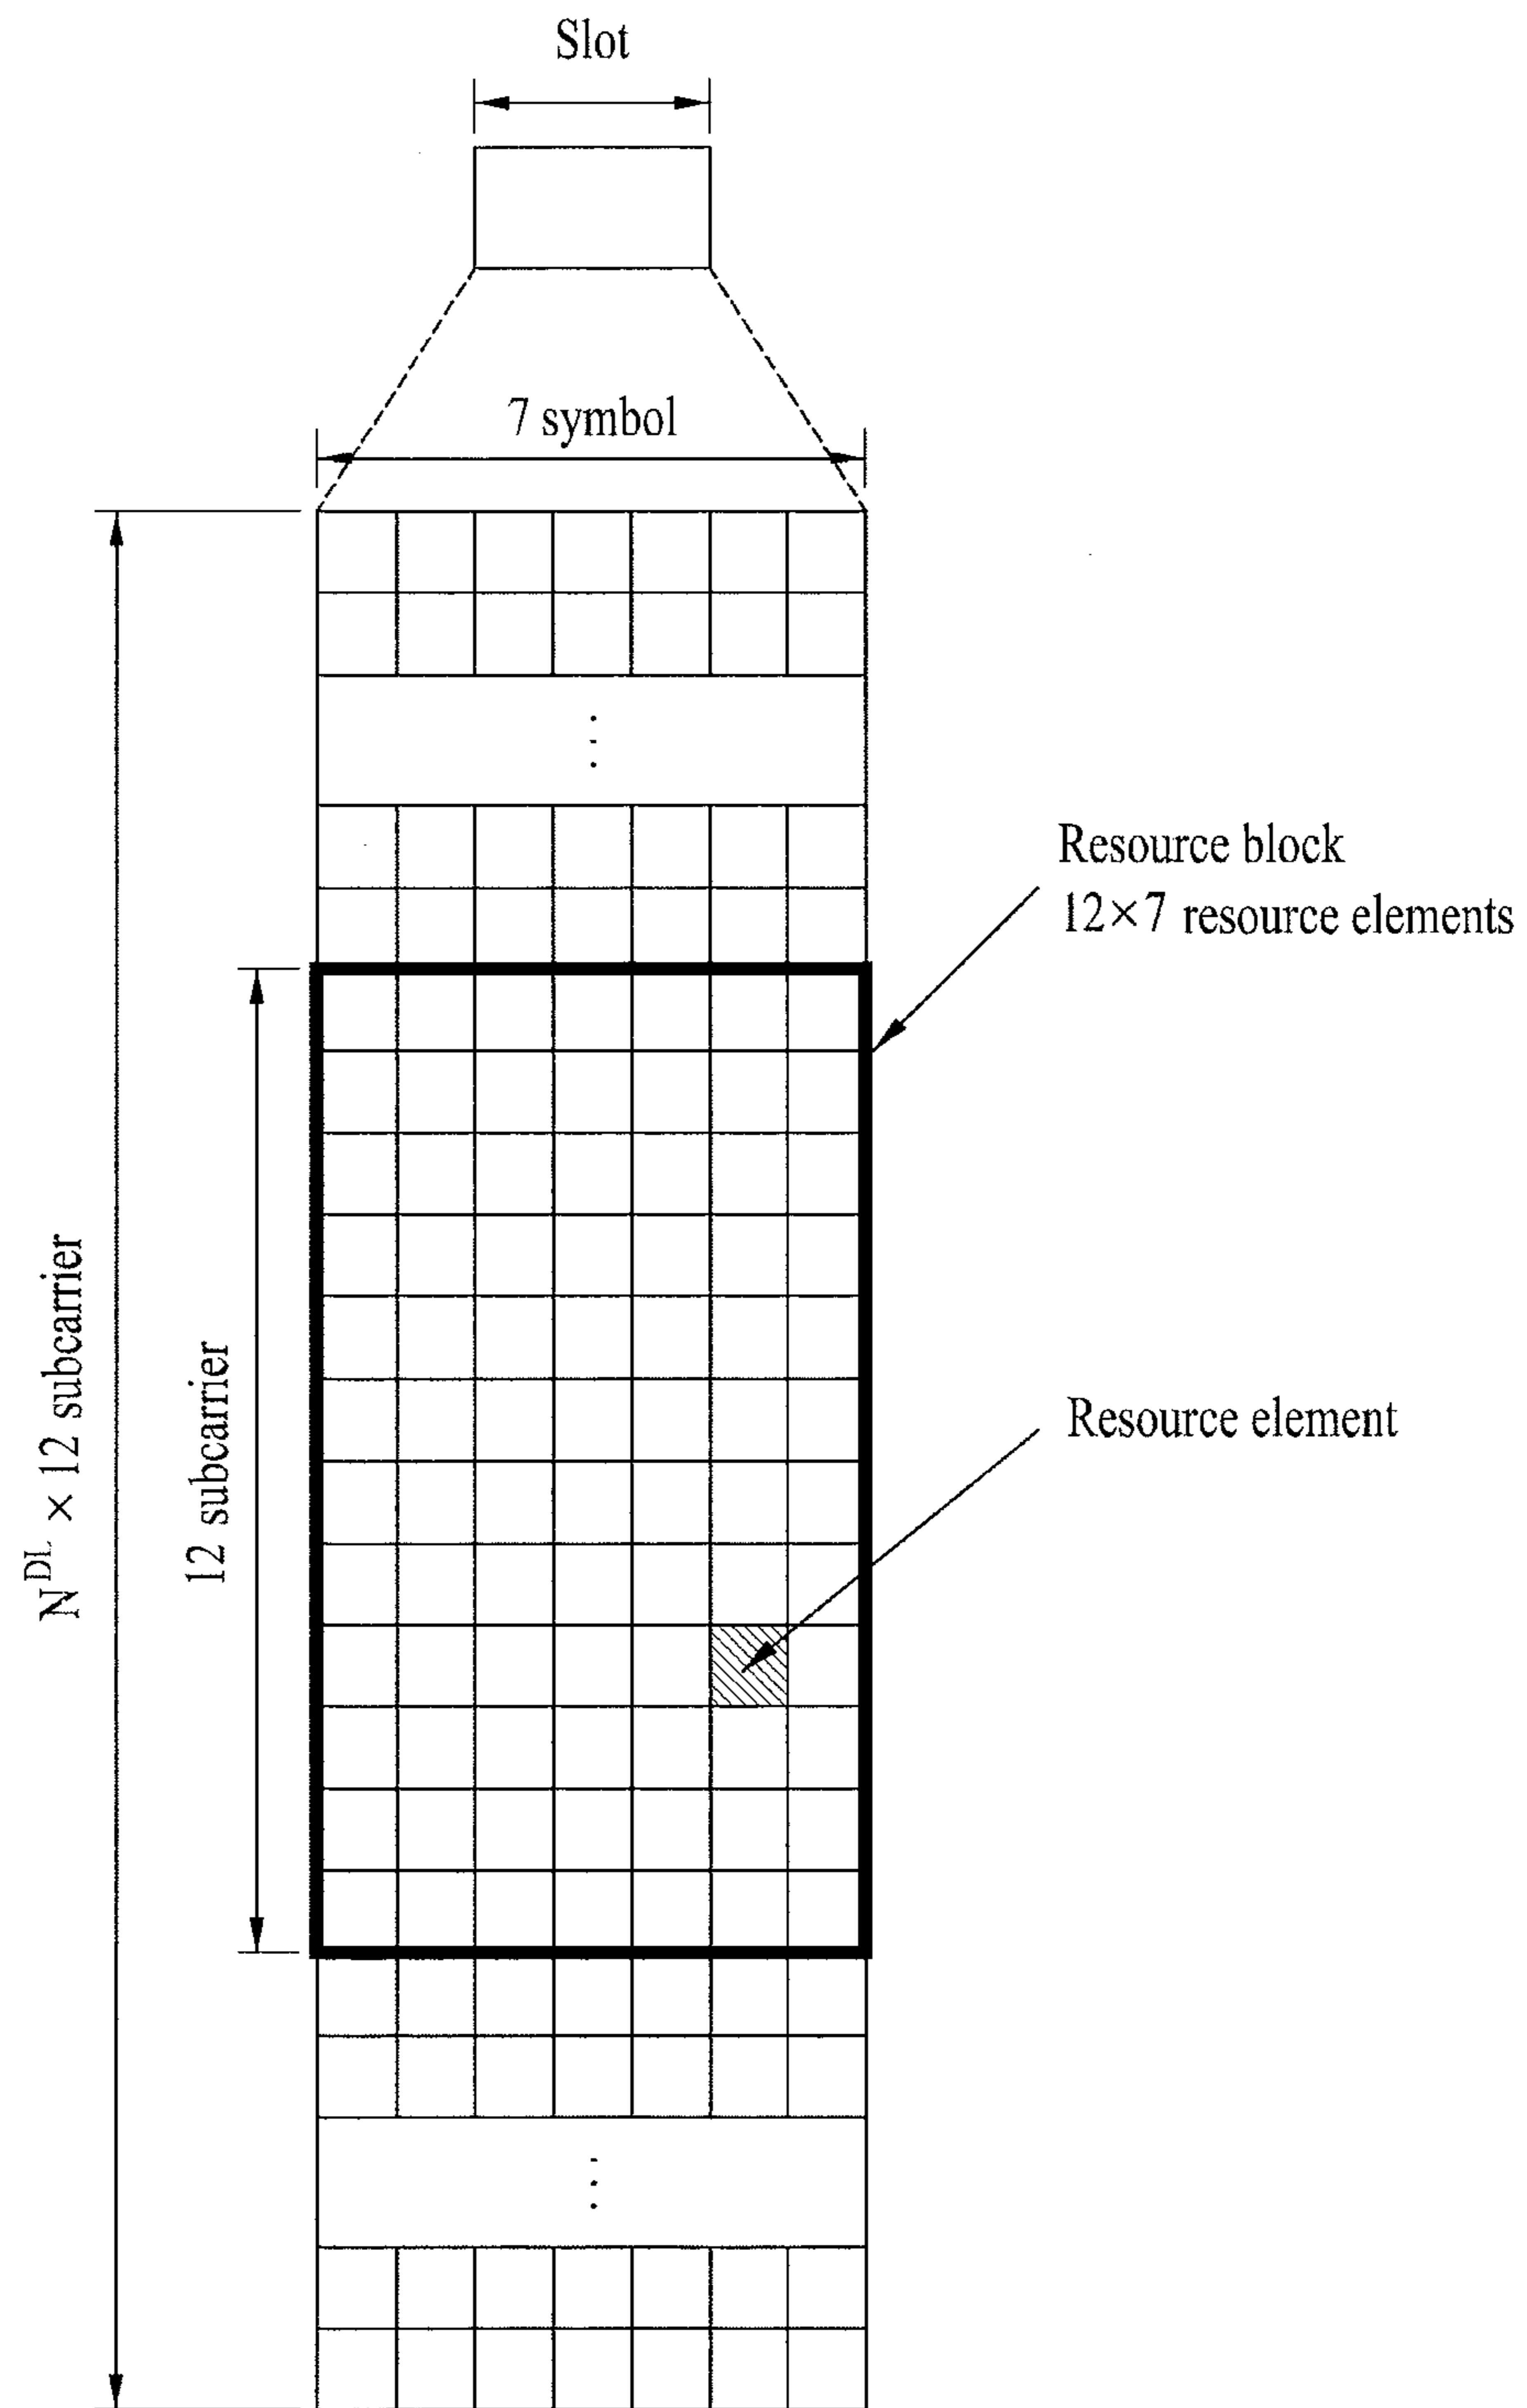 Slot
7 symbol
Resource block
12×7 resource elements
Resource element
12 subcarrier
N^DL × 12 subcarrier